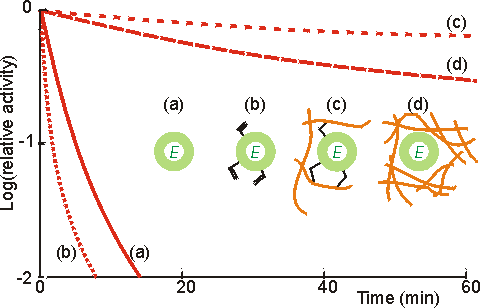 0
(c)
(d)
(a) (b) (c) (d)
E E E E
-1
Log(relative activity)
(b) (a)
-2
0 20 40 60
Time (min)